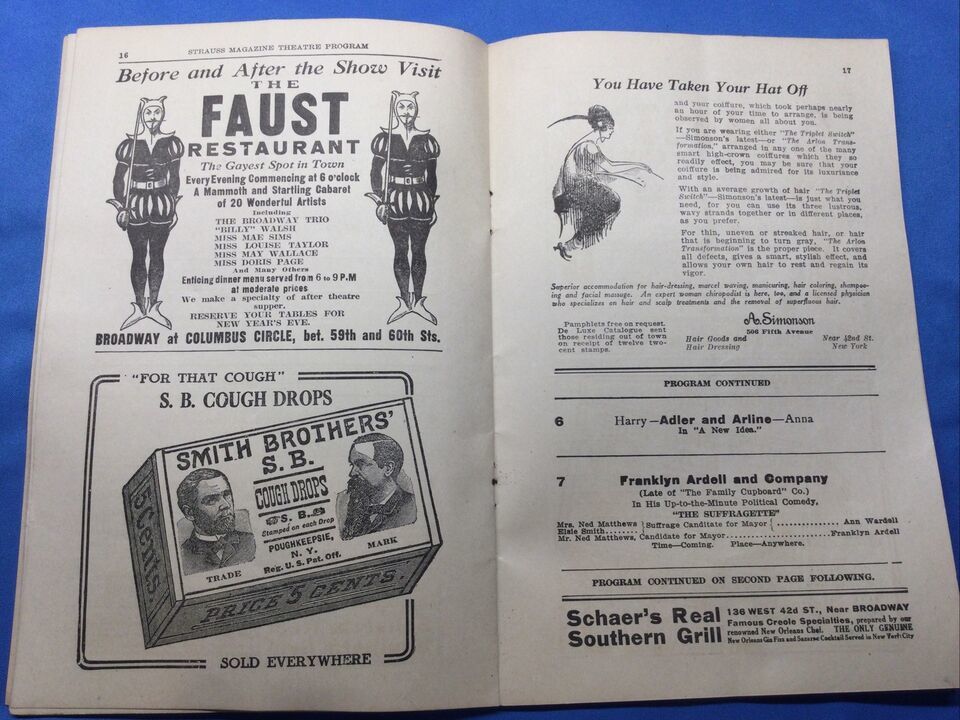 16
STRAUSS MAGAZINE THEATRE PROGRAM
Before and After the Show Visit
THE
FAUST
RESTAURANT
The Gayest Spot in Town
Every Evening Commencing at 6 o'clock
A Mammoth and Startling Cabaret
of 20 Wonderful Artists
Including
THE BROADWAY TRIO
"BILLY" WALSH
MISS MAE SIMS
MISS LOUISE TAYLOR
MISS MAY WALLACE
MISS DORIS PAGE
And Many Others
Enticing dinner menu served from 6 to 9 P.M
at moderate prices
We make a specialty of after theatre
supper.
RESERVE YOUR TABLES FOR
NEW YEAR'S EVE.
BROADWAY at COLUMBUS CIRCLE, bet. 59th and 60th Sts.
"FOR THAT COUGH"
S. B. COUGH DROPS
SMITH BROTHERS'
S.B.
COUGH DROPS
S.B.
Stamped on each Drop
POUGHKEEPSIE,
N. Y.
Reg. U.S. Pat. Off.
TRADE
MARK
5 Cents.
PRICE 5 CENTS.
SOLD EVERYWHERE
17
You Have Taken Your Hat Off
and your coiffure, which took perhaps nearly
an hour of your time to arrange, is being
observed by women all about you.
If you are wearing either "The Triplet Switch"
—Simonson's latest—or "The Arlos Trans-
formation," arranged in any one of the many
smart high-crown coiffures which they so
readily effect, you may be sure that your
coiffure is being admired for its luxuriance
and style.
With an average growth of hair "The Triplet
Switch"—Simonson's latest—is just what you
need, for you can use its three lustrous,
wavy strands together or in different places,
as you prefer.
For thin, uneven or streaked hair, or hair
that is beginning to turn gray, "The Arlos
Transformation" is the proper piece. It covers
all defects, gives a smart, stylish effect, and
allows your own hair to rest and regain its
vigor.
Superior accommodation for hair-dressing, marcel waving, manicuring, hair coloring, shampoo-
ing and facial massage. An expert woman chiropodist is here, too, and a licensed physician
who specializes on hair and scalp treatments and the removal of superfluous hair.
Pamphlets free on request.
De Luxe Catalogue sent
those residing out of town
on receipt of twelve two-
cent stamps.
A. Simonson
506 Fifth Avenue
Hair Goods and Near 42nd St.
Hair Dressing New York
PROGRAM CONTINUED
6 Harry—Adler and Arline—Anna
In "A New Idea."
7 Franklyn Ardell and Company
(Late of "The Family Cupboard" Co.)
In His Up-to-the-Minute Political Comedy,
"THE SUFFRAGETTE"
Mrs. Ned Matthews } Suffrage Canditate for Mayor { .............. Ann Wardell
Elsie Smith.....
Mr. Ned Matthews, Candidate for Mayor.......................Franklyn Ardell
Time—Coming. Place—Anywhere.
PROGRAM CONTINUED ON SECOND PAGE FOLLOWING.
Schaer's Real
Southern Grill
136 WEST 42d ST., Near BROADWAY
Famous Creole Specialties, prepared by our
renowned New Orleans Chef. THE ONLY GENUINE
New Orleans Gin Fizz and Sazarac Cocktail Served in New York City